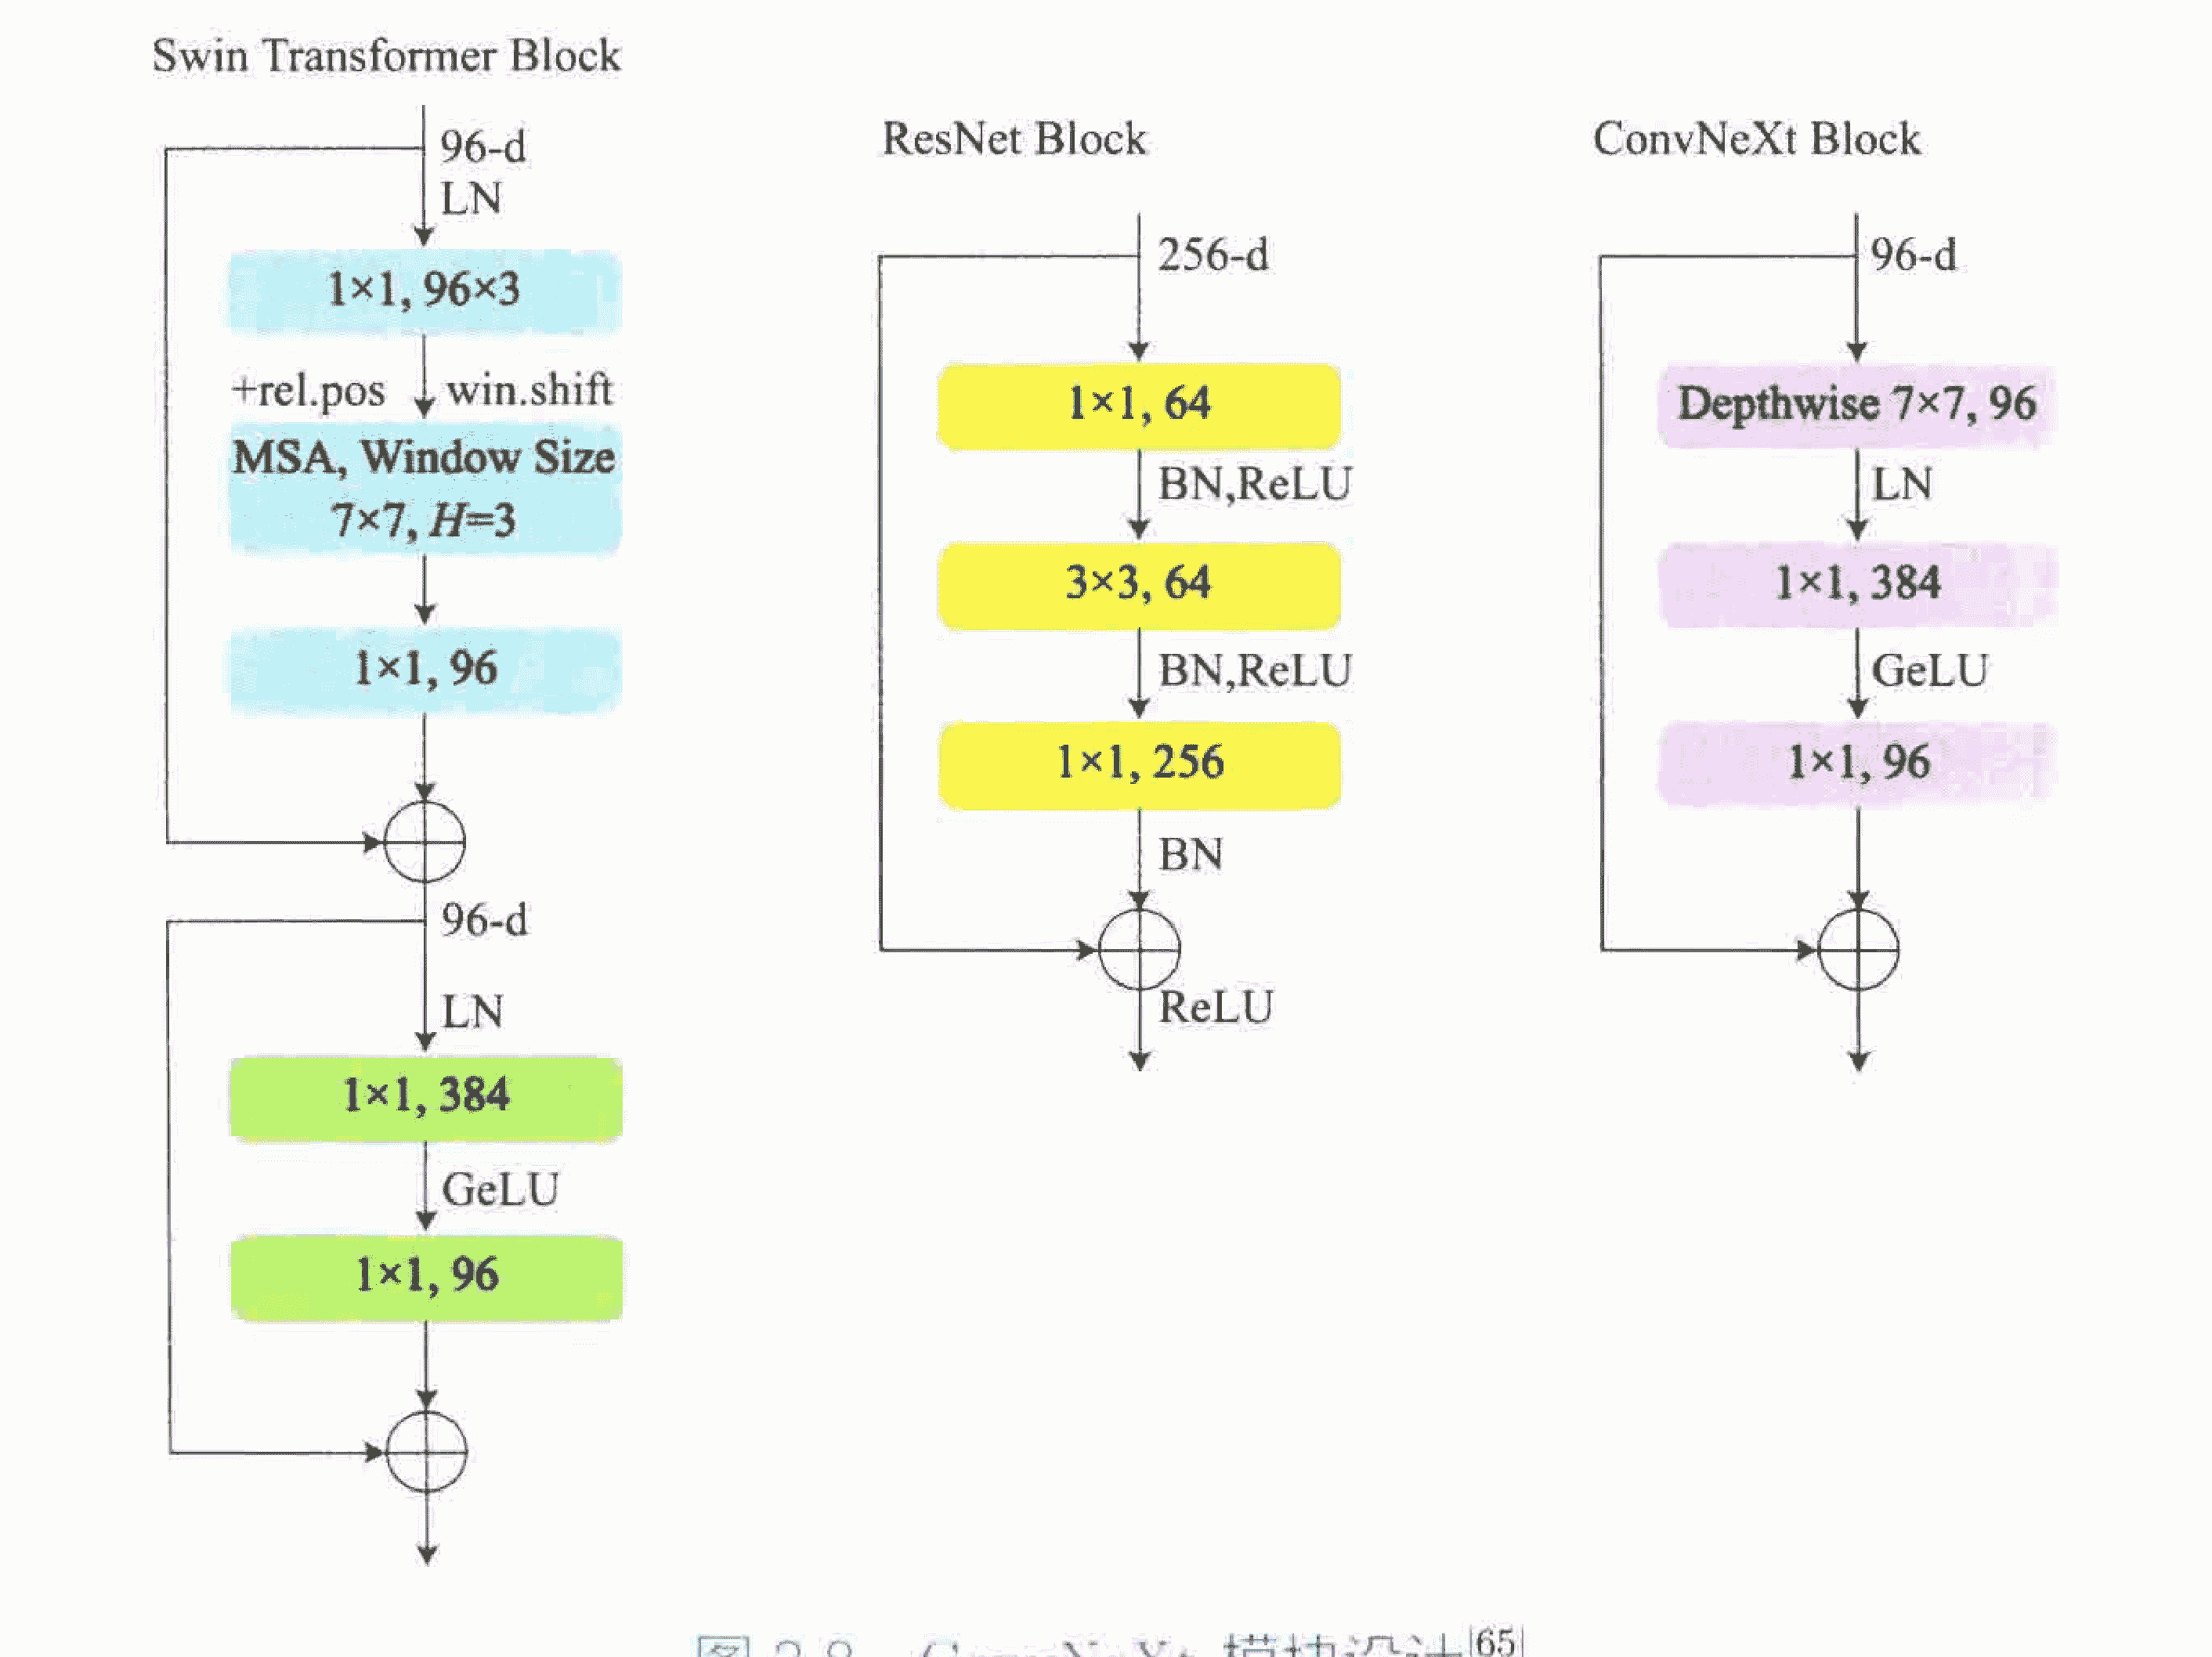 Swin Transformer Block
96-d
LN
1×1, 96×3
+rel.pos
win.shift
MSA, Window Size
7×7, H=3
1×1, 96
96-d
LN
1×1, 384
GeLU
1×1, 96
ResNet Block
256-d
1×1, 64
BN,ReLU
3×3, 64
BN,ReLU
1×1, 256
BN
ReLU
ConvNeXt Block
96-d
Depthwise 7×7, 96
LN
1×1, 384
GeLU
1×1, 96
[65]